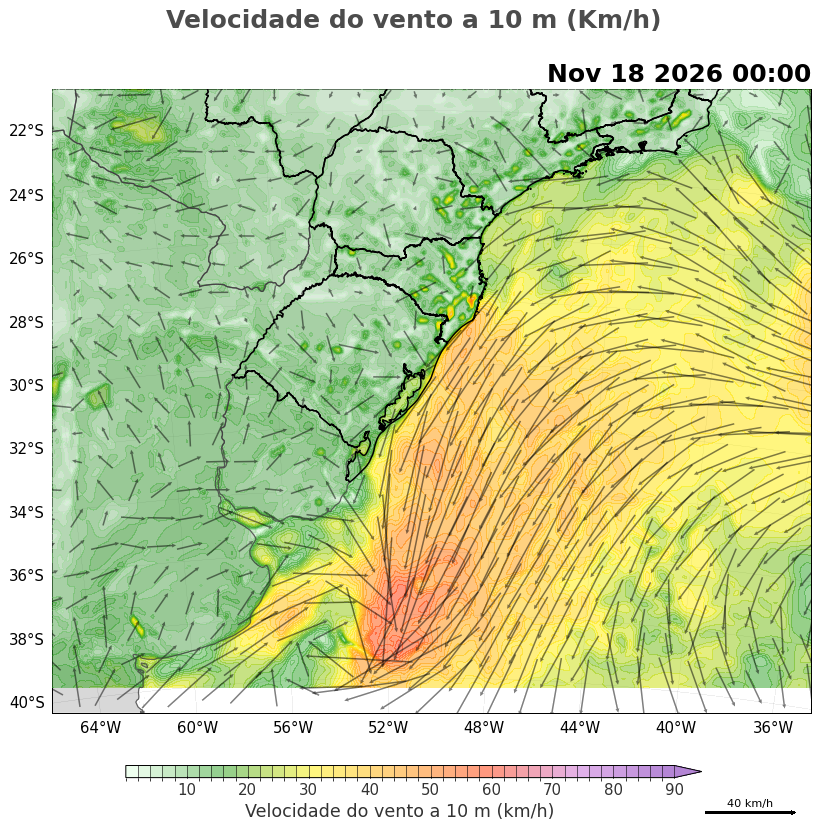 Velocidade do vento a 10 m (Km/h)
Nov 18 2026 00:00
22°S
24°S
26°S
28°S
30°S
32°S
34°S
36°S
38°S
40°S
64°W 60°W 56°W 52°W 48°W 44°W 40°W 36°W
10 20 30 40 50 60 70 80 90
Velocidade do vento a 10 m (km/h)
40 km/h